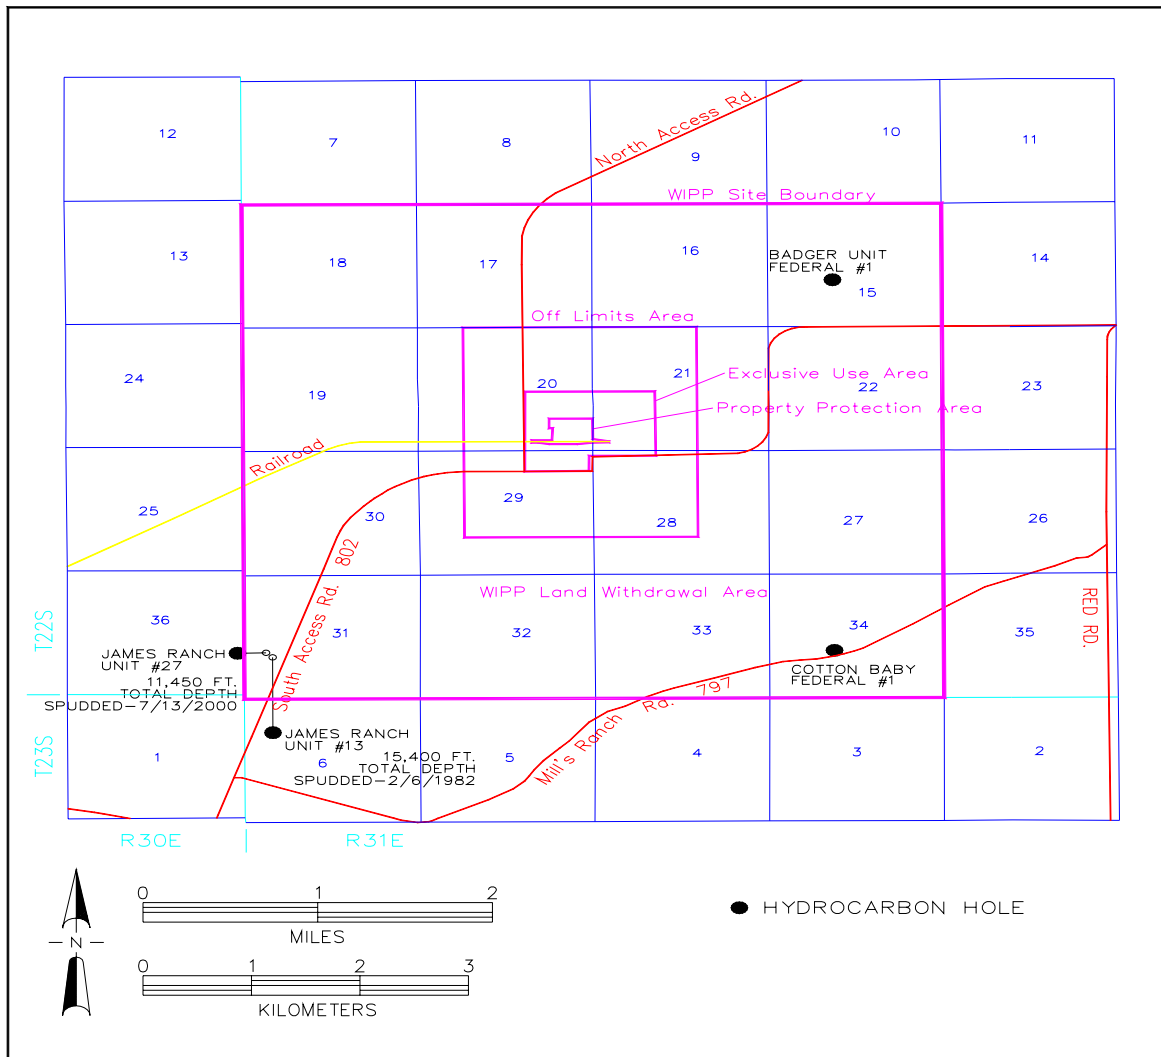 12
7
8
North Access Rd.
9
10
11
WIPP Site Boundary
13
18
17
16
BADGER UNIT
FEDERAL #1
15
14
Off Limits Area
24
19
20
21
Exclusive Use Area
22
23
Property Protection Area
Railroad
25
30
29
28
27
26
South Access Rd. 802
WIPP Land Withdrawal Area
T22S
36
31
32
33
34
35
RED RD.
JAMES RANCH
UNIT #27
11,450 FT.
TOTAL DEPTH
SPUDDED-7/13/2000
COTTON BABY
FEDERAL #1
Mill's Ranch Rd. 797
T23S
1
6
JAMES RANCH
UNIT #13
15,400 FT.
TOTAL DEPTH
SPUDDED-2/6/1982
5
4
3
2
R30E
R31E
N
0 1 2
MILES
0 1 2 3
KILOMETERS
HYDROCARBON HOLE